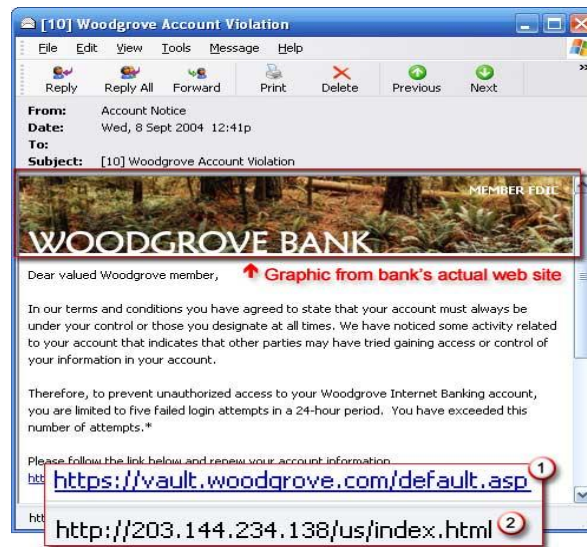 [10] Woodgrove Account Violation
File Edit View Tools Message Help
Reply Reply All Forward Print Delete Previous Next »
From: Account Notice
Date: Wed, 8 Sept 2004 12:41p
To:
Subject: [10] Woodgrove Account Violation
MEMBER FDIC
WOODGROVE BANK
Dear valued Woodgrove member,
Graphic from bank's actual web site
In our terms and conditions you have agreed to state that your account must always be
under your control or those you designate at all times. We have noticed some activity related
to your account that indicates that other parties may have tried gaining access or control of
your information in your account.
Therefore, to prevent unauthorized access to your Woodgrove Internet Banking account,
you are limited to five failed login attempts in a 24-hour period. You have exceeded this
number of attempts.*
Please follow the link below and renew your account information
htt
https://vault.woodgrove.com/default.asp 1
htt
http://203.144.234.138/us/index.html 2